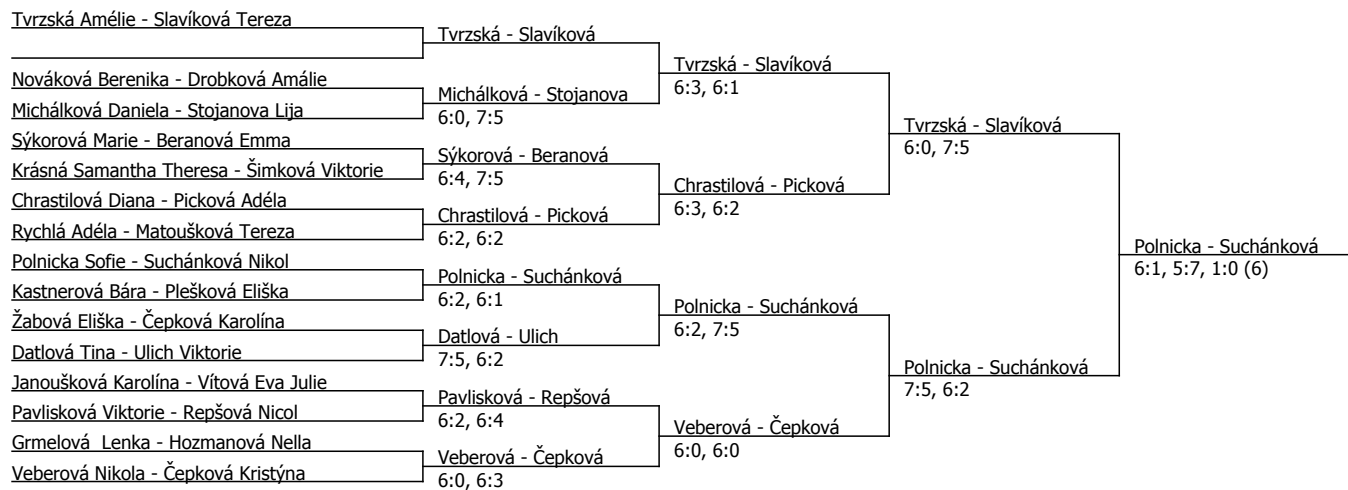 Tvrzská Amélie - Slavíková Tereza
Nováková Berenika - Drobková Amálie
Michálková Daniela - Stojanova Lija
Sýkorová Marie - Beranová Emma
Krásná Samantha Theresa - Šimková Viktorie
Chrastilová Diana - Picková Adéla
Rychlá Adéla - Matoušková Tereza
Polnicka Sofie - Suchánková Nikol
Kastnerová Bára - Plešková Eliška
Žabová Eliška - Čepková Karolína
Datlová Tina - Ulich Viktorie
Janoušková Karolína - Vítová Eva Julie
Pavlisková Viktorie - Repšová Nicol
Grmelová  Lenka - Hozmanová Nella
Veberová Nikola - Čepková Kristýna
Tvrzská - Slavíková
Michálková - Stojanova
6:0, 7:5
Sýkorová - Beranová
6:4, 7:5
Chrastilová - Picková
6:2, 6:2
Polnicka - Suchánková
6:2, 6:1
Datlová - Ulich
7:5, 6:2
Pavlisková - Repšová
6:2, 6:4
Veberová - Čepková
6:0, 6:3
Tvrzská - Slavíková
6:3, 6:1
Chrastilová - Picková
6:3, 6:2
Polnicka - Suchánková
6:2, 7:5
Veberová - Čepková
6:0, 6:0
Tvrzská - Slavíková
6:0, 7:5
Polnicka - Suchánková
7:5, 6:2
Polnicka - Suchánková
6:1, 5:7, 1:0 (6)